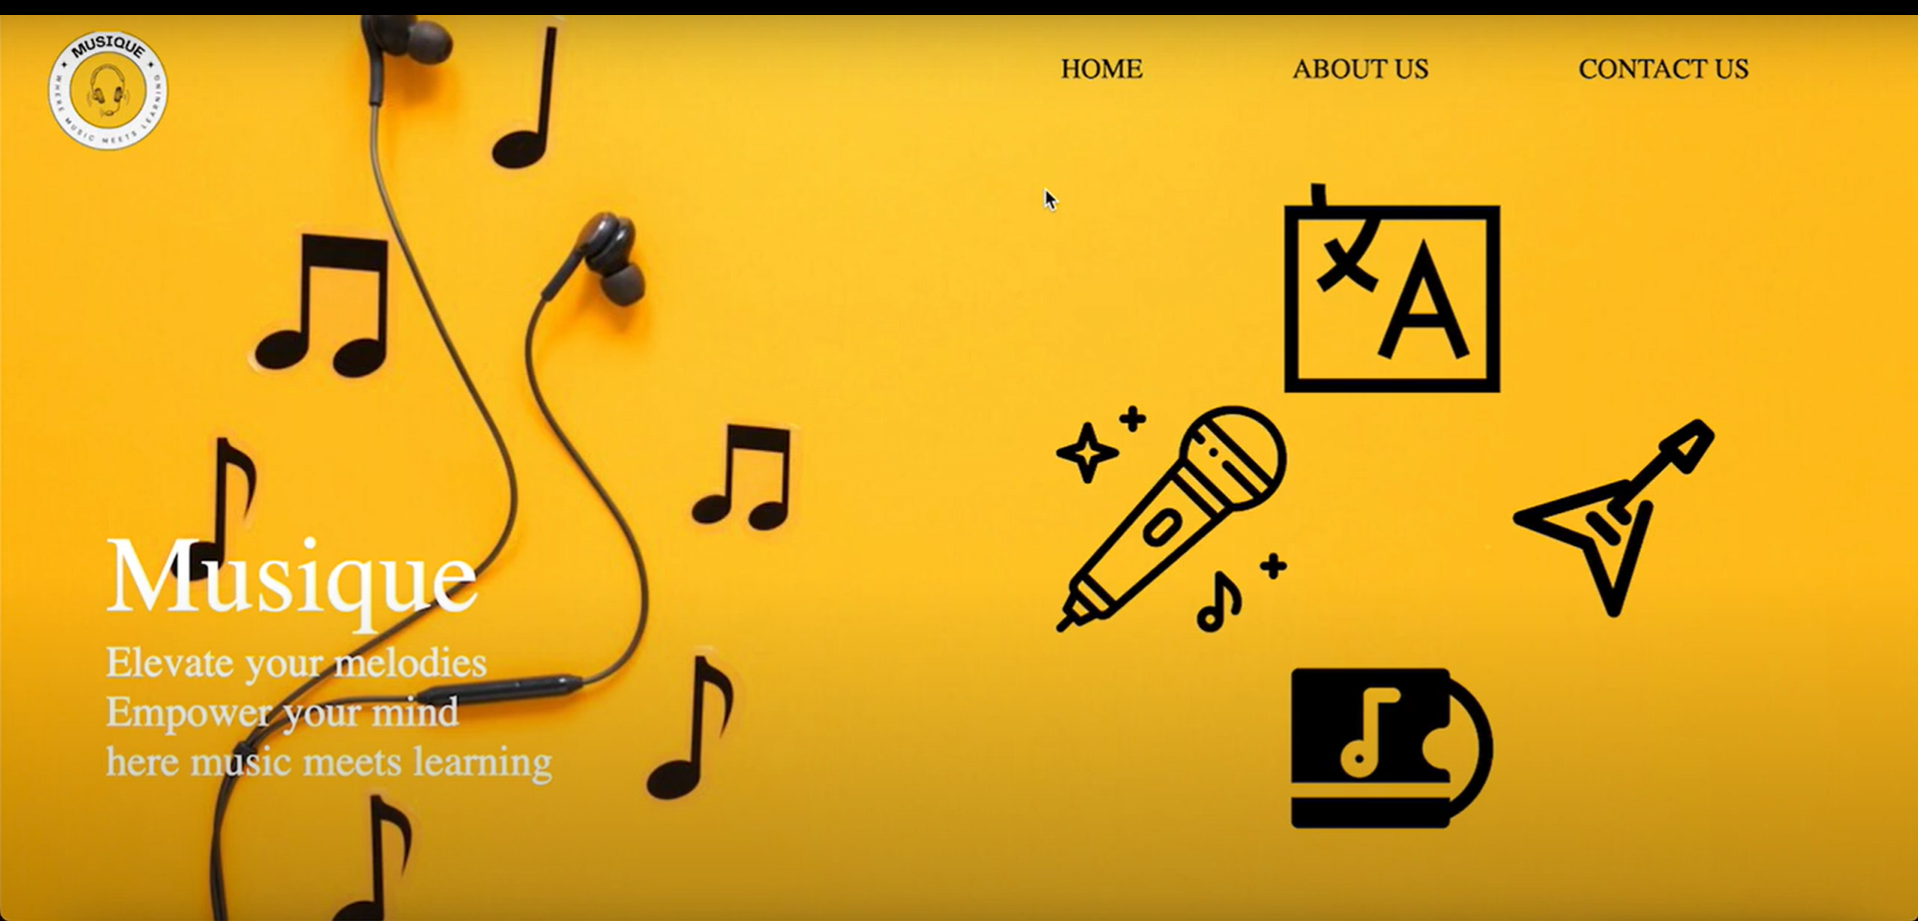 MUSIQUE
WHERE MUSIC MEETS LEARNING
HOME
ABOUT US
CONTACT US
A
Musique
Elevate your melodies
Empower your mind
here music meets learning